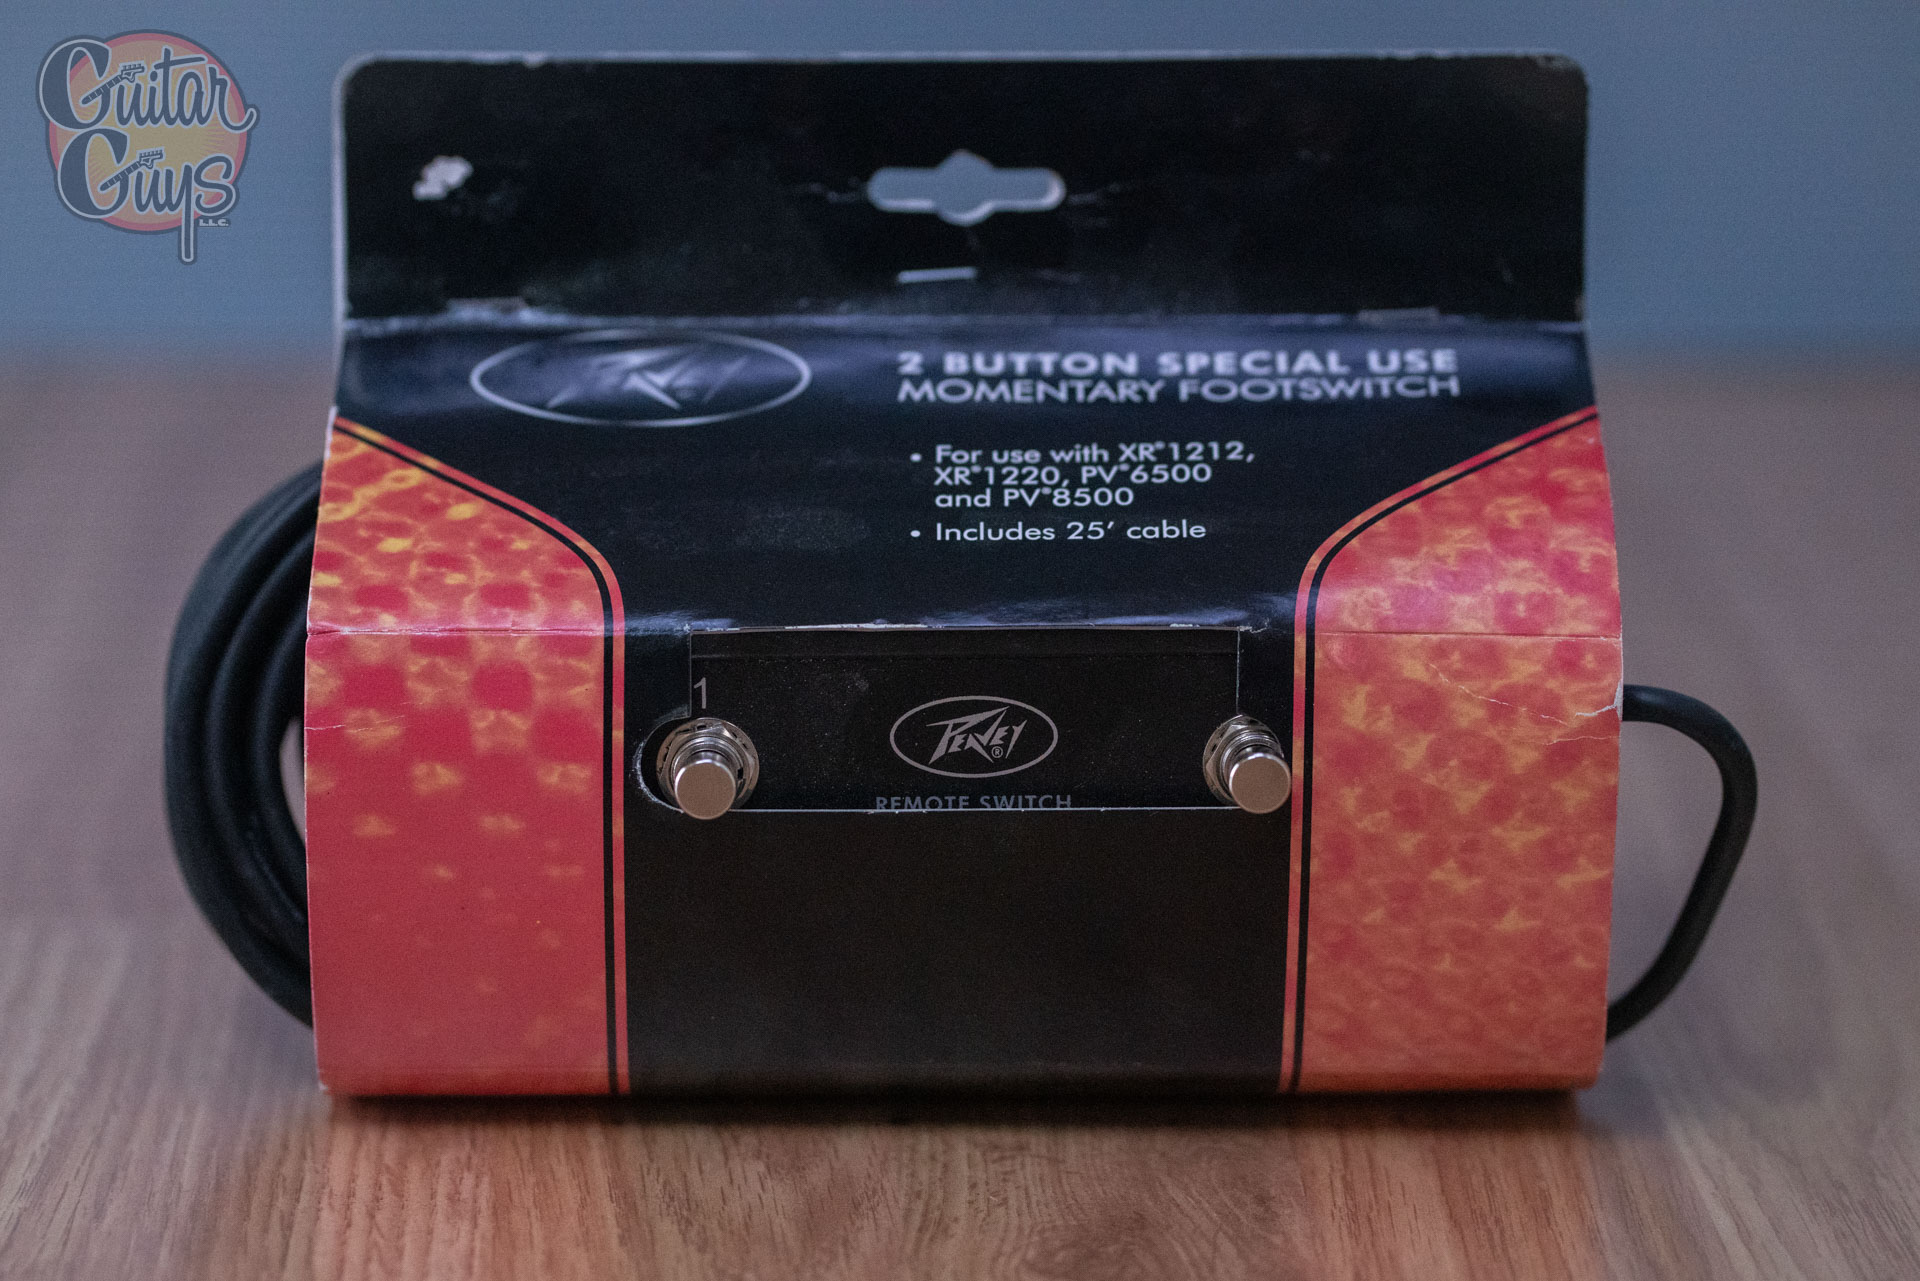 Guitar
Guys
L.L.C.
2 BUTTON SPECIAL USE
MOMENTARY FOOTSWITCH
• For use with XR®1212,
XR®1220, PV®6500
and PV®8500
• Includes 25' cable
1
PEAVEY®
REMOTE SWITCH